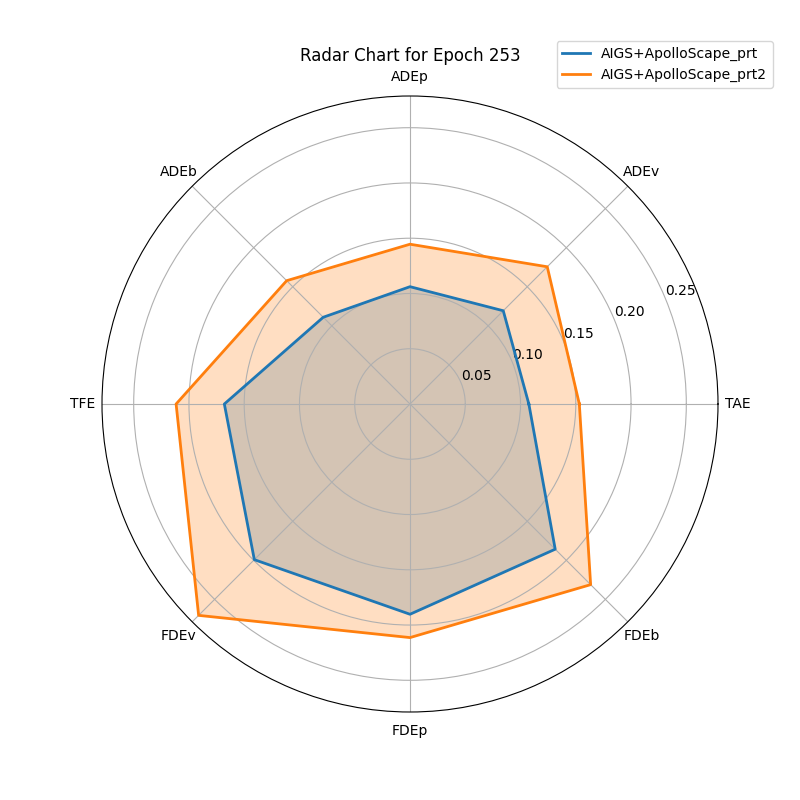 Radar Chart for Epoch 253
AIGS+ApolloScape_prt
AIGS+ApolloScape_prt2
ADEp
ADEb
ADEv
0.25
0.20
0.15
0.10
0.05
TFE
TAE
FDEv
FDEb
FDEp